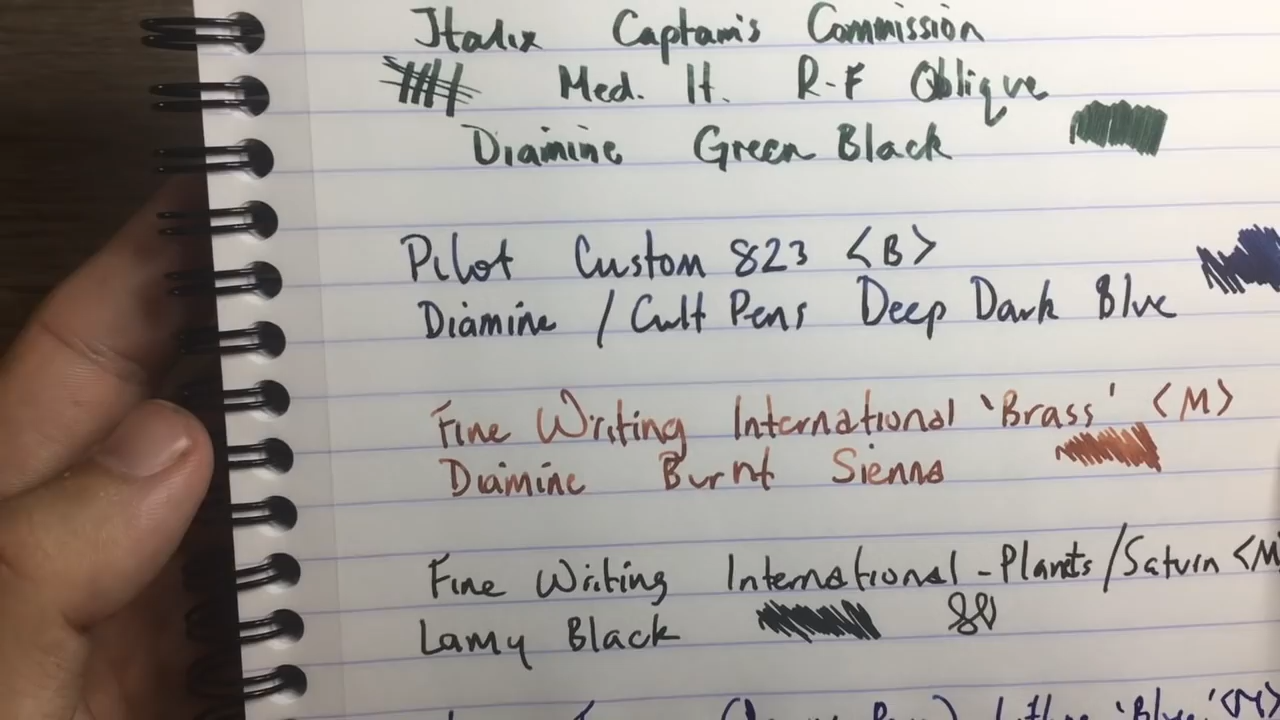 Italix Captain's Commission
Med. It. R-F Oblique
Diamine Green Black
Pilot Custom 823 <B>
Diamine / Cult Pens Deep Dark Blue
Fine Writing International 'Brass' <M>
Diamine Burnt Sienna
Fine Writing International - Planets / Saturn <M
Lamy Black
'Blue' <M>